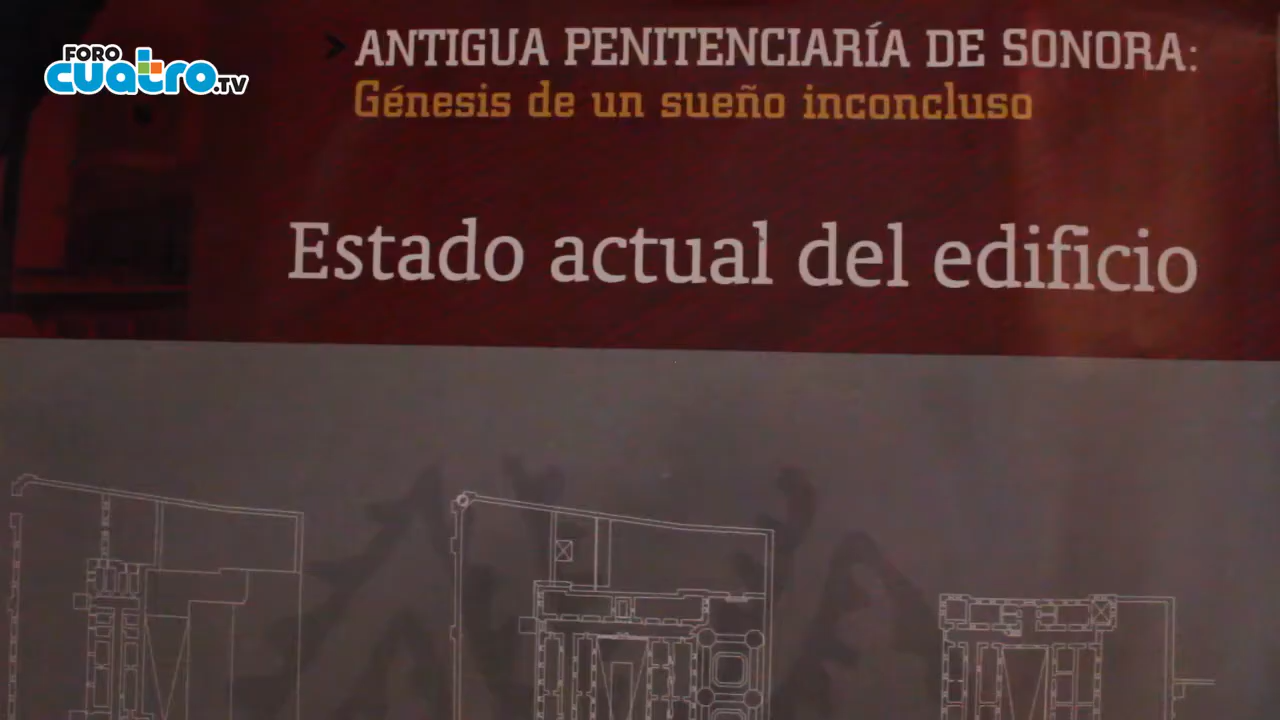 FORO
cuatro.TV
> ANTIGUA PENITENCIARÍA DE SONORA:
Génesis de un sueño inconcluso
Estado actual del edificio